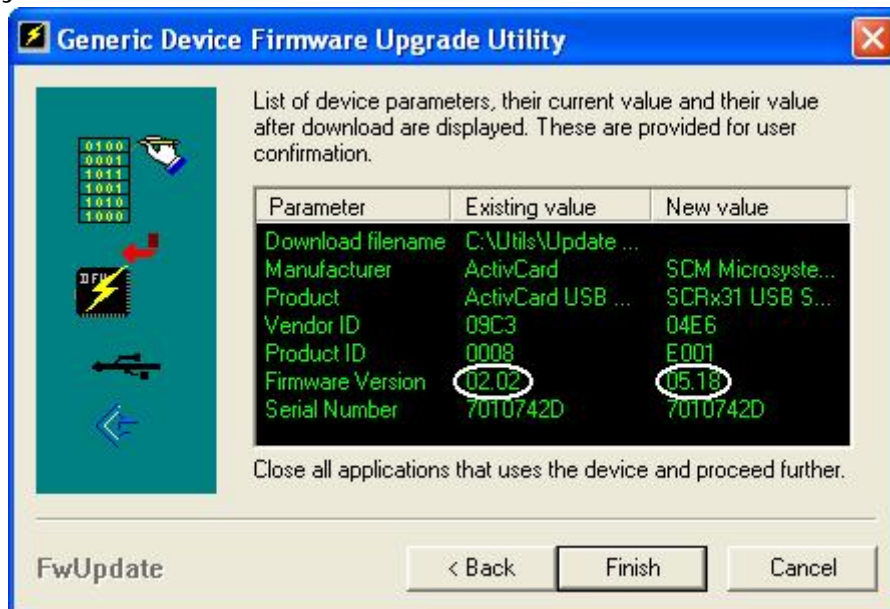 Generic Device Firmware Upgrade Utility
List of device parameters, their current value and their value
after download are displayed. These are provided for user
confirmation.
0100
0001
1011
1001
1010
1000
DFU
Parameter Existing value New value
Download filename C:\Utils\Update ...
Manufacturer ActivCard SCM Microsyste...
Product ActivCard USB ... SCRx31 USB S...
Vendor ID 09C3 04E6
Product ID 0008 E001
Firmware Version 02.02 05.18
Serial Number 7010742D 7010742D
Close all applications that uses the device and proceed further.
FwUpdate < Back Finish Cancel